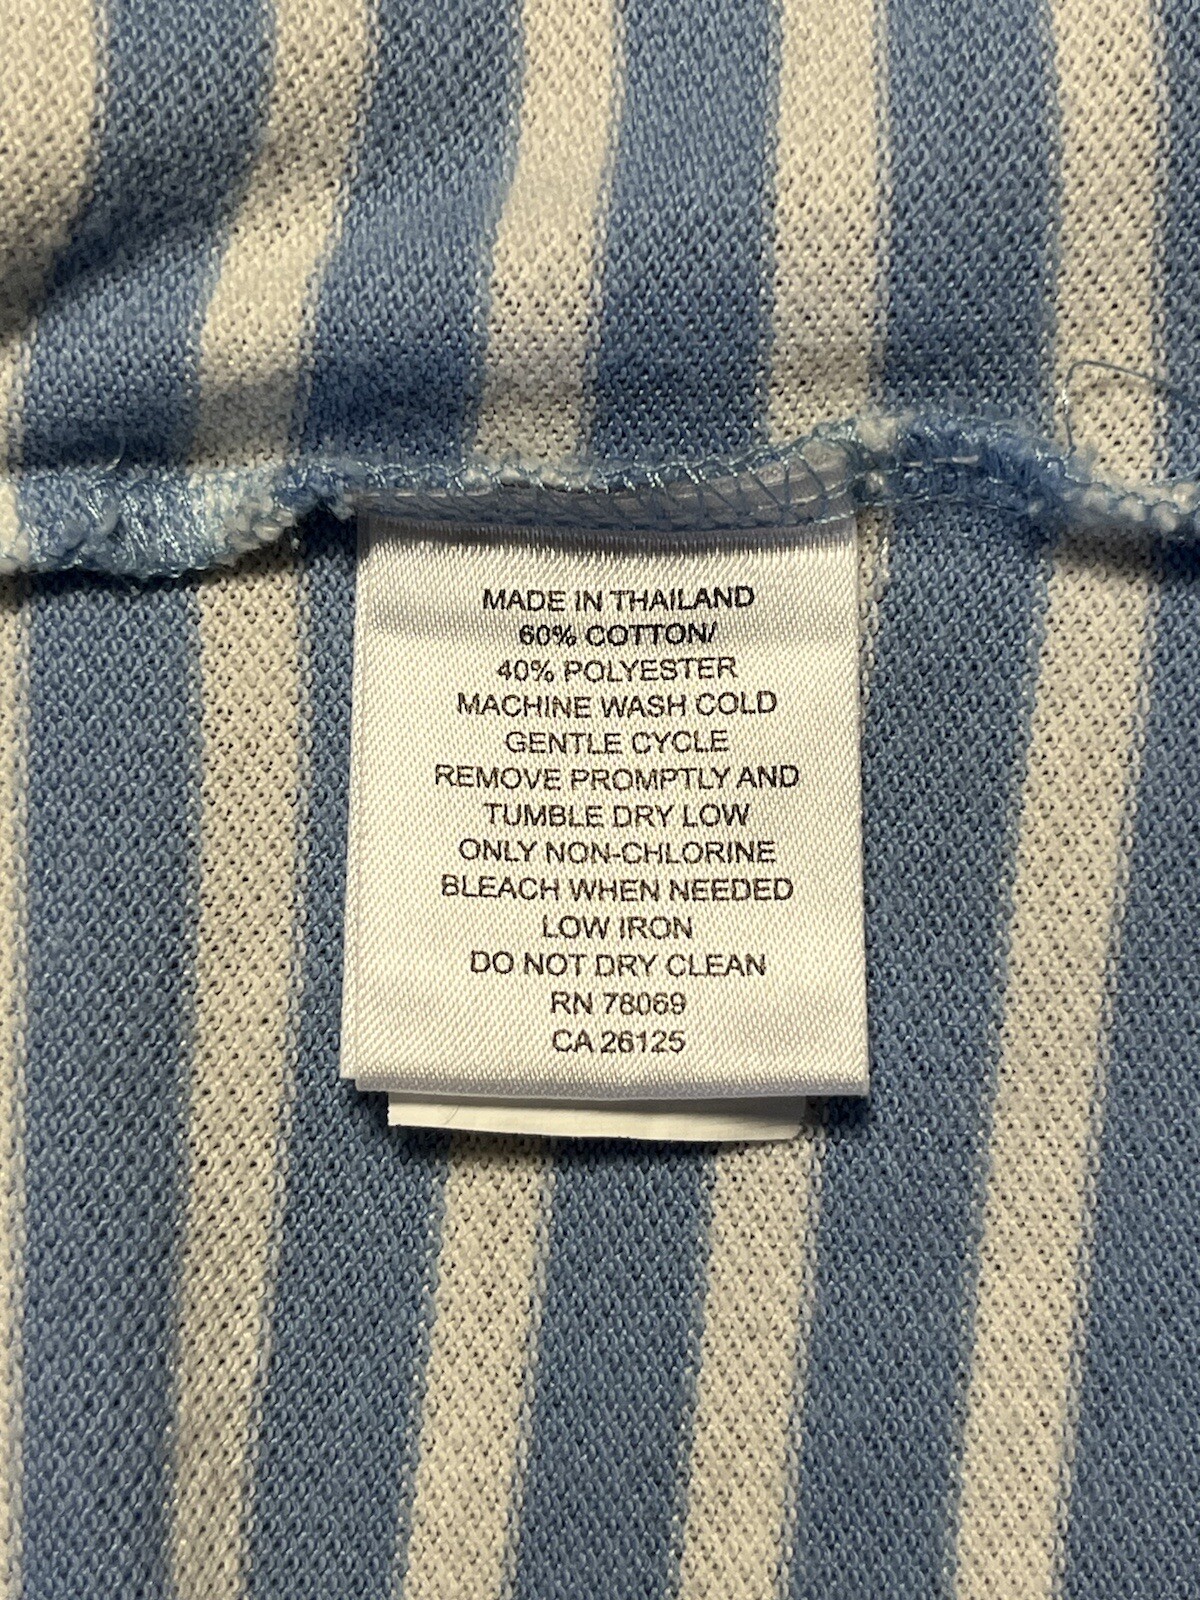 MADE IN THAILAND
60% COTTON/
40% POLYESTER
MACHINE WASH COLD
GENTLE CYCLE
REMOVE PROMPTLY AND
TUMBLE DRY LOW
ONLY NON-CHLORINE
BLEACH WHEN NEEDED
LOW IRON
DO NOT DRY CLEAN
RN 78069
CA 26125